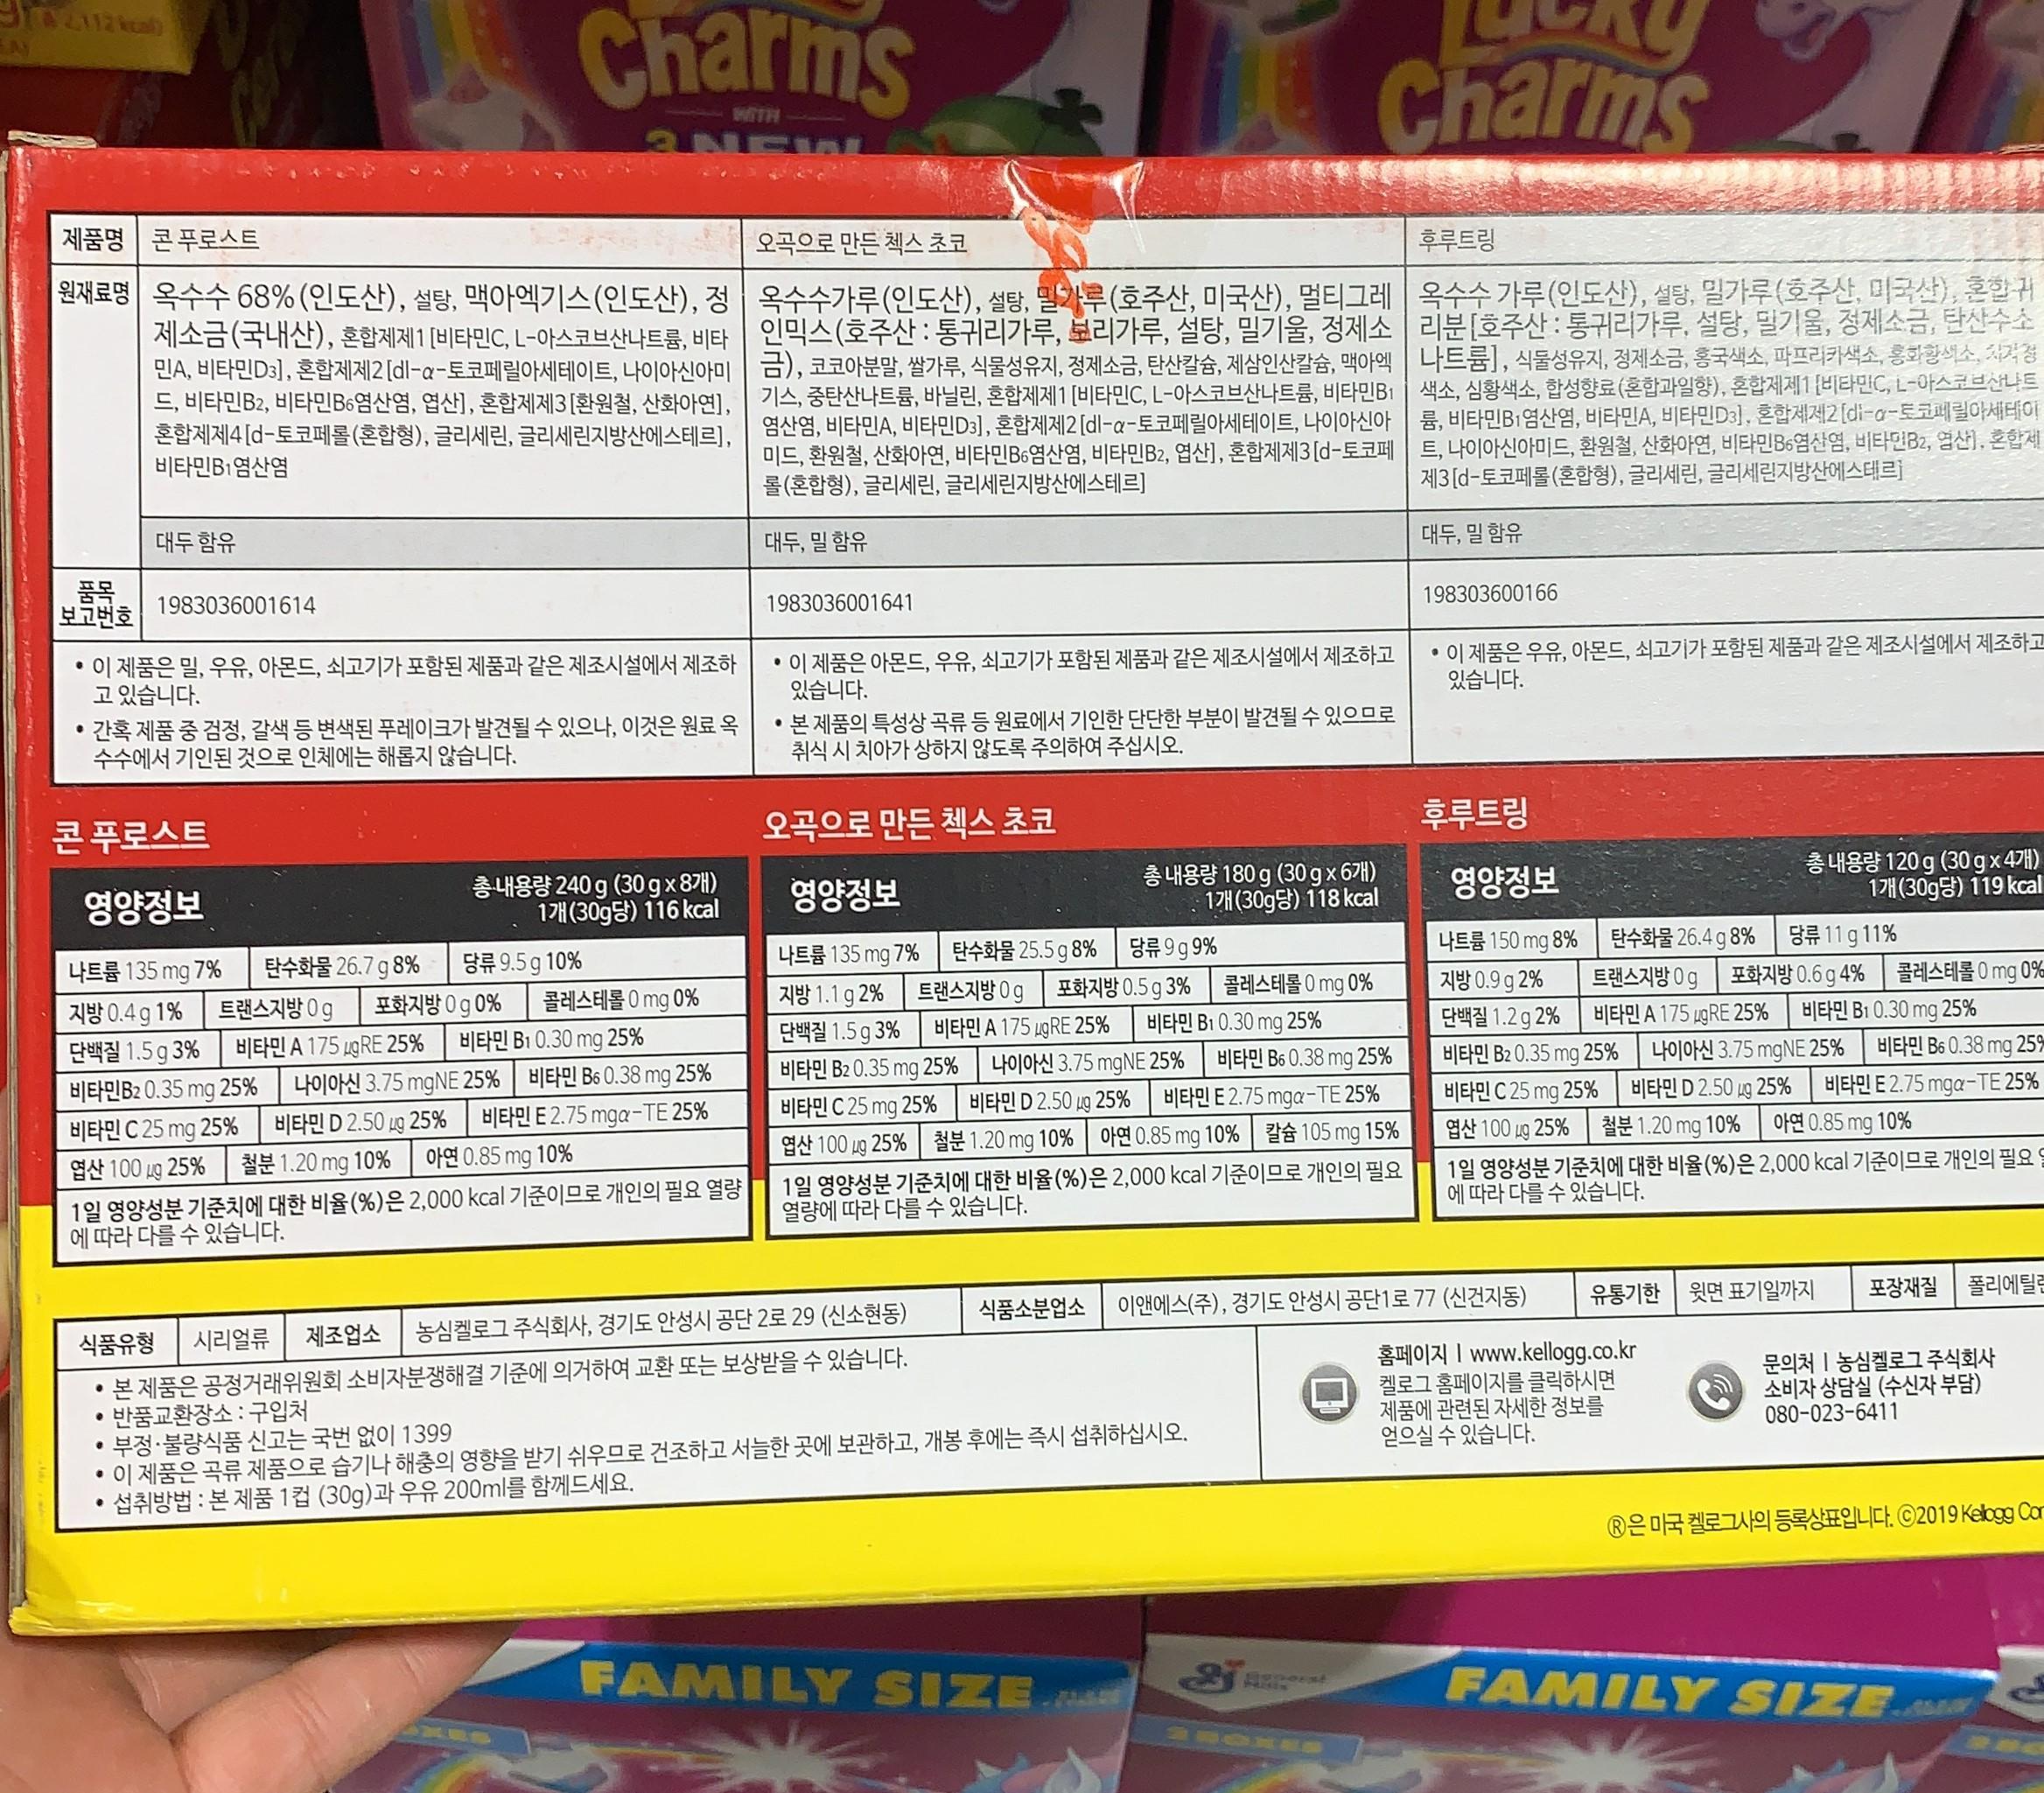 2,112 kcal)
Lucky
Charms
Charms
WITH
3 NEW
제품명
콘 푸로스트
오곡으로 만든 첵스 초코
후루트링
원재료명
옥수수 68%(인도산), 설탕, 맥아엑기스(인도산), 정
제소금(국내산), 혼합제제1 [비타민C, L-아스코브산나트륨, 비타
민A, 비타민D3], 혼합제제2 [dl-α-토코페릴아세테이트, 나이아신아미
드, 비타민B2, 비타민B6염산염, 엽산], 혼합제제3 [환원철, 산화아연],
혼합제제4 [d-토코페롤(혼합형), 글리세린, 글리세린지방산에스테르],
비타민B1염산염
옥수수가루(인도산), 설탕, 밀가루(호주산, 미국산), 멀티그레
인믹스(호주산 : 통귀리가루, 보리가루, 설탕, 밀기울, 정제소
금), 코코아분말, 쌀가루, 식물성유지, 정제소금, 탄산칼슘, 제삼인산칼슘, 맥아엑
기스, 중탄산나트륨, 바닐린, 혼합제제1 [비타민C, L-아스코브산나트륨, 비타민B1
염산염, 비타민A, 비타민D3], 혼합제제2 [dl-α-토코페릴아세테이트, 나이아신아
미드, 환원철, 산화아연, 비타민B6염산염, 비타민B2, 엽산], 혼합제제3 [d-토코페
롤(혼합형), 글리세린, 글리세린지방산에스테르]
옥수수 가루(인도산), 설탕, 밀가루(호주산, 미국산), 혼합귀
리분 [호주산 : 통귀리가루, 설탕, 밀기울, 정제소금, 탄산수소
나트륨], 식물성유지, 정제소금, 홍국색소, 파프리카색소, 홍화황색소, 치자청
색소, 심황색소, 합성향료(혼합과일향), 혼합제제1 [비타민C, L-아스코브산나트
륨, 비타민B1염산염, 비타민A, 비타민D3], 혼합제제2 [dl-α-토코페릴아세테이
트, 나이아신아미드, 환원철, 산화아연, 비타민B6염산염, 비타민B2, 엽산], 혼합제
제3 [d-토코페롤(혼합형), 글리세린, 글리세린지방산에스테르]
대두 함유
대두, 밀 함유
대두, 밀 함유
품목
보고번호
1983036001614
1983036001641
198303600166
• 이 제품은 밀, 우유, 아몬드, 쇠고기가 포함된 제품과 같은 제조시설에서 제조하
고 있습니다.
• 간혹 제품 중 검정, 갈색 등 변색된 푸레이크가 발견될 수 있으나, 이것은 원료 옥
수수에서 기인된 것으로 인체에는 해롭지 않습니다.
• 이 제품은 아몬드, 우유, 쇠고기가 포함된 제품과 같은 제조시설에서 제조하고
있습니다.
• 본 제품의 특성상 곡류 등 원료에서 기인한 단단한 부분이 발견될 수 있으므로
취식 시 치아가 상하지 않도록 주의하여 주십시오.
• 이 제품은 우유, 아몬드, 쇠고기가 포함된 제품과 같은 제조시설에서 제조하고
있습니다.
콘 푸로스트
영양정보
총 내용량 240 g (30 g x 8개)
1개(30g당) 116 kcal
나트륨 135 mg 7% 탄수화물 26.7 g 8% 당류 9.5 g 10%
지방 0.4 g 1% 트랜스지방 0 g 포화지방 0 g 0% 콜레스테롤 0 mg 0%
단백질 1.5 g 3% 비타민 A 175 μgRE 25% 비타민 B1 0.30 mg 25%
비타민B2 0.35 mg 25% 나이아신 3.75 mgNE 25% 비타민 B6 0.38 mg 25%
비타민 C 25 mg 25% 비타민 D 2.50 μg 25% 비타민 E 2.75 mgα-TE 25%
엽산 100 μg 25% 철분 1.20 mg 10% 아연 0.85 mg 10%
1일 영양성분 기준치에 대한 비율(%)은 2,000 kcal 기준이므로 개인의 필요 열량
에 따라 다를 수 있습니다.
오곡으로 만든 첵스 초코
영양정보
총 내용량 180 g (30 g x 6개)
1개(30g당) 118 kcal
나트륨 135 mg 7% 탄수화물 25.5 g 8% 당류 9 g 9%
지방 1.1 g 2% 트랜스지방 0 g 포화지방 0.5 g 3% 콜레스테롤 0 mg 0%
단백질 1.5 g 3% 비타민 A 175 μgRE 25% 비타민 B1 0.30 mg 25%
비타민 B2 0.35 mg 25% 나이아신 3.75 mgNE 25% 비타민 B6 0.38 mg 25%
비타민 C 25 mg 25% 비타민 D 2.50 μg 25% 비타민 E 2.75 mgα-TE 25%
엽산 100 μg 25% 철분 1.20 mg 10% 아연 0.85 mg 10% 칼슘 105 mg 15%
1일 영양성분 기준치에 대한 비율(%)은 2,000 kcal 기준이므로 개인의 필요
열량에 따라 다를 수 있습니다.
후루트링
영양정보
총 내용량 120 g (30 g x 4개)
1개(30g당) 119 kcal
나트륨 150 mg 8% 탄수화물 26.4 g 8% 당류 11 g 11%
지방 0.9 g 2% 트랜스지방 0 g 포화지방 0.6 g 4% 콜레스테롤 0 mg 0%
단백질 1.2 g 2% 비타민 A 175 μgRE 25% 비타민 B1 0.30 mg 25%
비타민 B2 0.35 mg 25% 나이아신 3.75 mgNE 25% 비타민 B6 0.38 mg 25%
비타민 C 25 mg 25% 비타민 D 2.50 μg 25% 비타민 E 2.75 mgα-TE 25%
엽산 100 μg 25% 철분 1.20 mg 10% 아연 0.85 mg 10%
1일 영양성분 기준치에 대한 비율(%)은 2,000 kcal 기준이므로 개인의 필요
에 따라 다를 수 있습니다.
식품유형 시리얼류 제조업소 농심켈로그 주식회사, 경기도 안성시 공단 2로 29 (신소현동) 식품소분업소 이앤에스(주), 경기도 안성시 공단1로 77 (신건지동) 유통기한 윗면 표기일까지 포장재질 폴리에틸렌
• 본 제품은 공정거래위원회 소비자분쟁해결 기준에 의거하여 교환 또는 보상받을 수 있습니다.
• 반품교환장소 : 구입처
• 부정·불량식품 신고는 국번 없이 1399
• 이 제품은 곡류 제품으로 습기나 해충의 영향을 받기 쉬우므로 건조하고 서늘한 곳에 보관하고, 개봉 후에는 즉시 섭취하십시오.
• 섭취방법 : 본 제품 1컵 (30g)과 우유 200ml를 함께드세요.
홈페이지 | www.kellogg.co.kr
켈로그 홈페이지를 클릭하시면
제품에 관련된 자세한 정보를
얻으실 수 있습니다.
문의처 | 농심켈로그 주식회사
소비자 상담실 (수신자 부담)
080-023-6411
®은 미국 켈로그사의 등록상표입니다. ©2019 Kellogg
FAMILY SIZE
General
Mills
FAMILY SIZE
2 BOXES